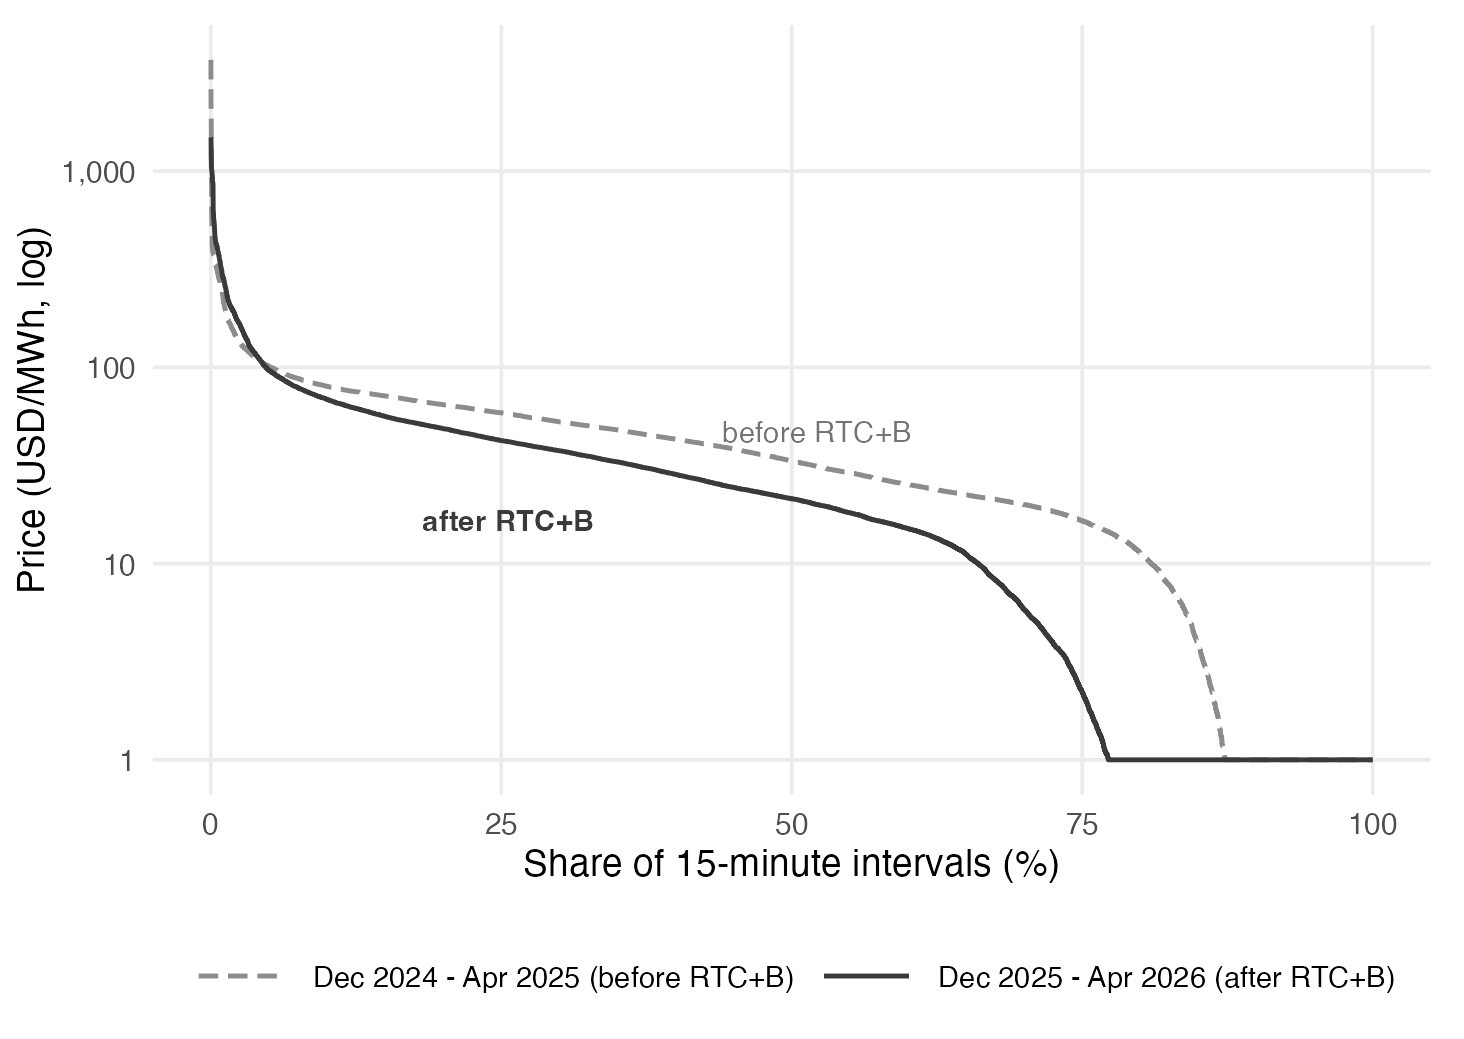 Price (USD/MWh, log)
1,000
100
10
1
before RTC+B
after RTC+B
0 25 50 75 100
Share of 15-minute intervals (%)
Dec 2024 - Apr 2025 (before RTC+B) Dec 2025 - Apr 2026 (after RTC+B)